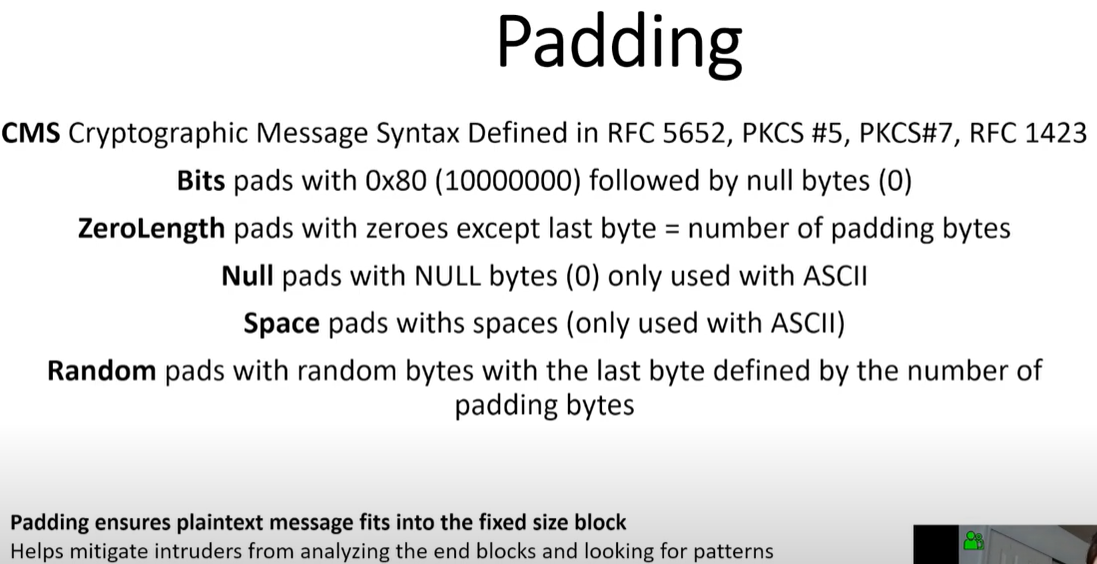 Padding
CMS Cryptographic Message Syntax Defined in RFC 5652, PKCS #5, PKCS#7, RFC 1423
Bits pads with 0x80 (10000000) followed by null bytes (0)
ZeroLength pads with zeroes except last byte = number of padding bytes
Null pads with NULL bytes (0) only used with ASCII
Space pads withs spaces (only used with ASCII)
Random pads with random bytes with the last byte defined by the number of
padding bytes
Padding ensures plaintext message fits into the fixed size block
Helps mitigate intruders from analyzing the end blocks and looking for patterns